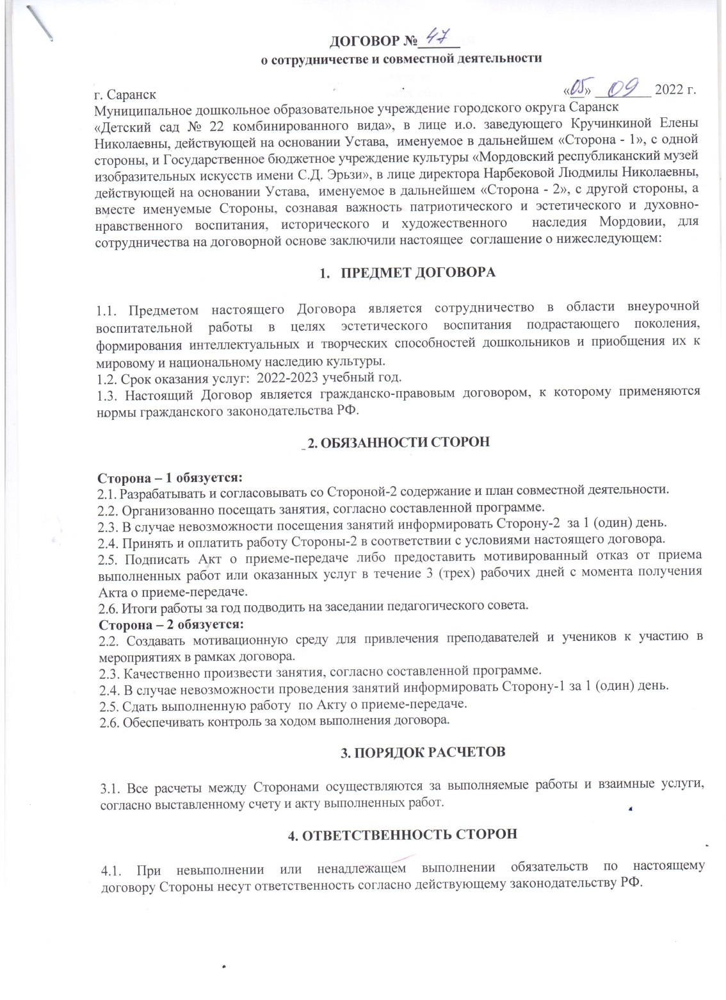 ДОГОВОР № 47
о сотрудничестве и совместной деятельности
г. Саранск «05» 09 2022 г.
Муниципальное дошкольное образовательное учреждение городского округа Саранск
«Детский сад № 22 комбинированного вида», в лице и.о. заведующего Кручинкиной Елены
Николаевны, действующей на основании Устава, именуемое в дальнейшем «Сторона - 1», с одной
стороны, и Государственное бюджетное учреждение культуры «Мордовский республиканский музей
изобразительных искусств имени С.Д. Эрьзи», в лице директора Нарбековой Людмилы Николаевны,
действующей на основании Устава, именуемое в дальнейшем «Сторона - 2», с другой стороны, а
вместе именуемые Стороны, сознавая важность патриотического и эстетического и духовно-
нравственного воспитания, исторического и художественного наследия Мордовии, для
сотрудничества на договорной основе заключили настоящее соглашение о нижеследующем:
1. ПРЕДМЕТ ДОГОВОРА
1.1. Предметом настоящего Договора является сотрудничество в области внеурочной
воспитательной работы в целях эстетического воспитания подрастающего поколения,
формирования интеллектуальных и творческих способностей дошкольников и приобщения их к
мировому и национальному наследию культуры.
1.2. Срок оказания услуг: 2022-2023 учебный год.
1.3. Настоящий Договор является гражданско-правовым договором, к которому применяются
нормы гражданского законодательства РФ.
2. ОБЯЗАННОСТИ СТОРОН
Сторона – 1 обязуется:
2.1. Разрабатывать и согласовывать со Стороной-2 содержание и план совместной деятельности.
2.2. Организованно посещать занятия, согласно составленной программе.
2.3. В случае невозможности посещения занятий информировать Сторону-2 за 1 (один) день.
2.4. Принять и оплатить работу Стороны-2 в соответствии с условиями настоящего договора.
2.5. Подписать Акт о приеме-передаче либо предоставить мотивированный отказ от приема
выполненных работ или оказанных услуг в течение 3 (трех) рабочих дней с момента получения
Акта о приеме-передаче.
2.6. Итоги работы за год подводить на заседании педагогического совета.
Сторона – 2 обязуется:
2.2. Создавать мотивационную среду для привлечения преподавателей и учеников к участию в
мероприятиях в рамках договора.
2.3. Качественно произвести занятия, согласно составленной программе.
2.4. В случае невозможности проведения занятий информировать Сторону-1 за 1 (один) день.
2.5. Сдать выполненную работу по Акту о приеме-передаче.
2.6. Обеспечивать контроль за ходом выполнения договора.
3. ПОРЯДОК РАСЧЕТОВ
3.1. Все расчеты между Сторонами осуществляются за выполняемые работы и взаимные услуги,
согласно выставленному счету и акту выполненных работ.
4. ОТВЕТСТВЕННОСТЬ СТОРОН
4.1. При невыполнении или ненадлежащем выполнении обязательств по настоящему
договору Стороны несут ответственность согласно действующему законодательству РФ.